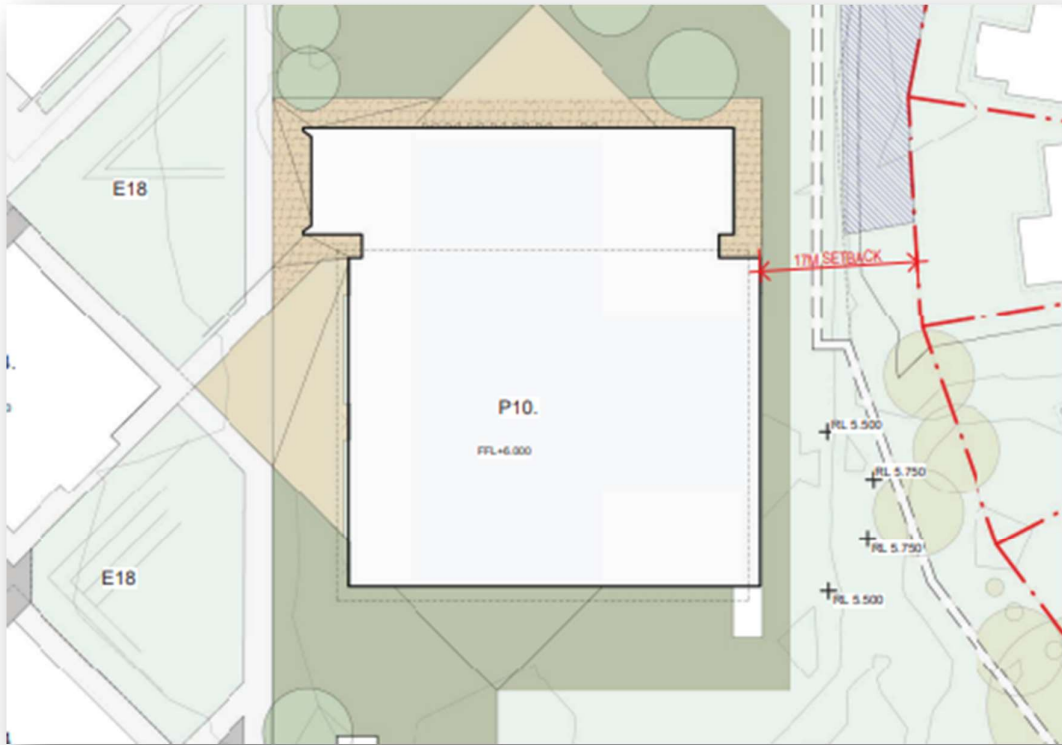 E18
17M SETBACK
P10.
RL 5.500
FFL+6.000
RL 5.750
RL 5.750
E18
RL 5.500